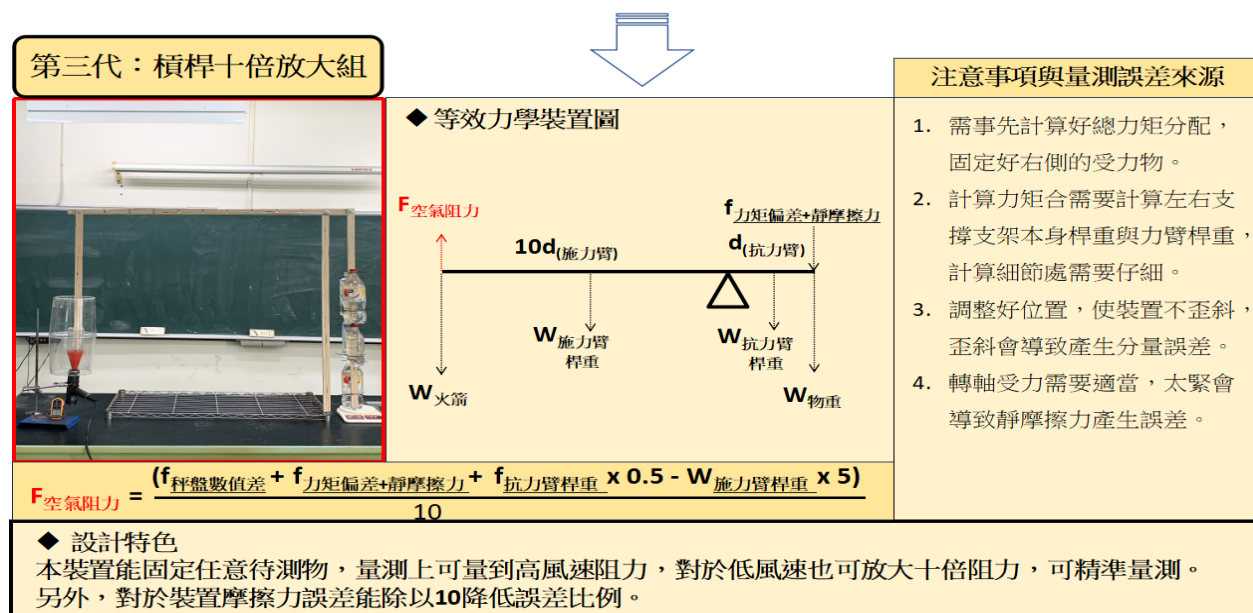 第三代：槓桿十倍放大組
◆ 等效力學裝置圖
F空氣阻力
10d(施力臂)
f力矩偏差+靜摩擦力
d(抗力臂)
W施力臂
桿重
W抗力臂
桿重
W火箭
W物重
注意事項與量測誤差來源
1. 需事先計算好總力矩分配，
固定好右側的受力物。
2. 計算力矩合需要計算左右支
撐支架本身桿重與力臂桿重，
計算細節處需要仔細。
3. 調整好位置，使裝置不歪斜，
歪斜會導致產生分量誤差。
4. 轉軸受力需要適當，太緊會
導致靜摩擦力產生誤差。
F空氣阻力 = (f秤盤數值差 + f力矩偏差+靜摩擦力 + f抗力臂桿重 x 0.5 - W施力臂桿重 x 5)
10
◆ 設計特色
本裝置能固定任意待測物，量測上可量到高風速阻力，對於低風速也可放大十倍阻力，可精準量測。
另外，對於裝置摩擦力誤差能除以10降低誤差比例。